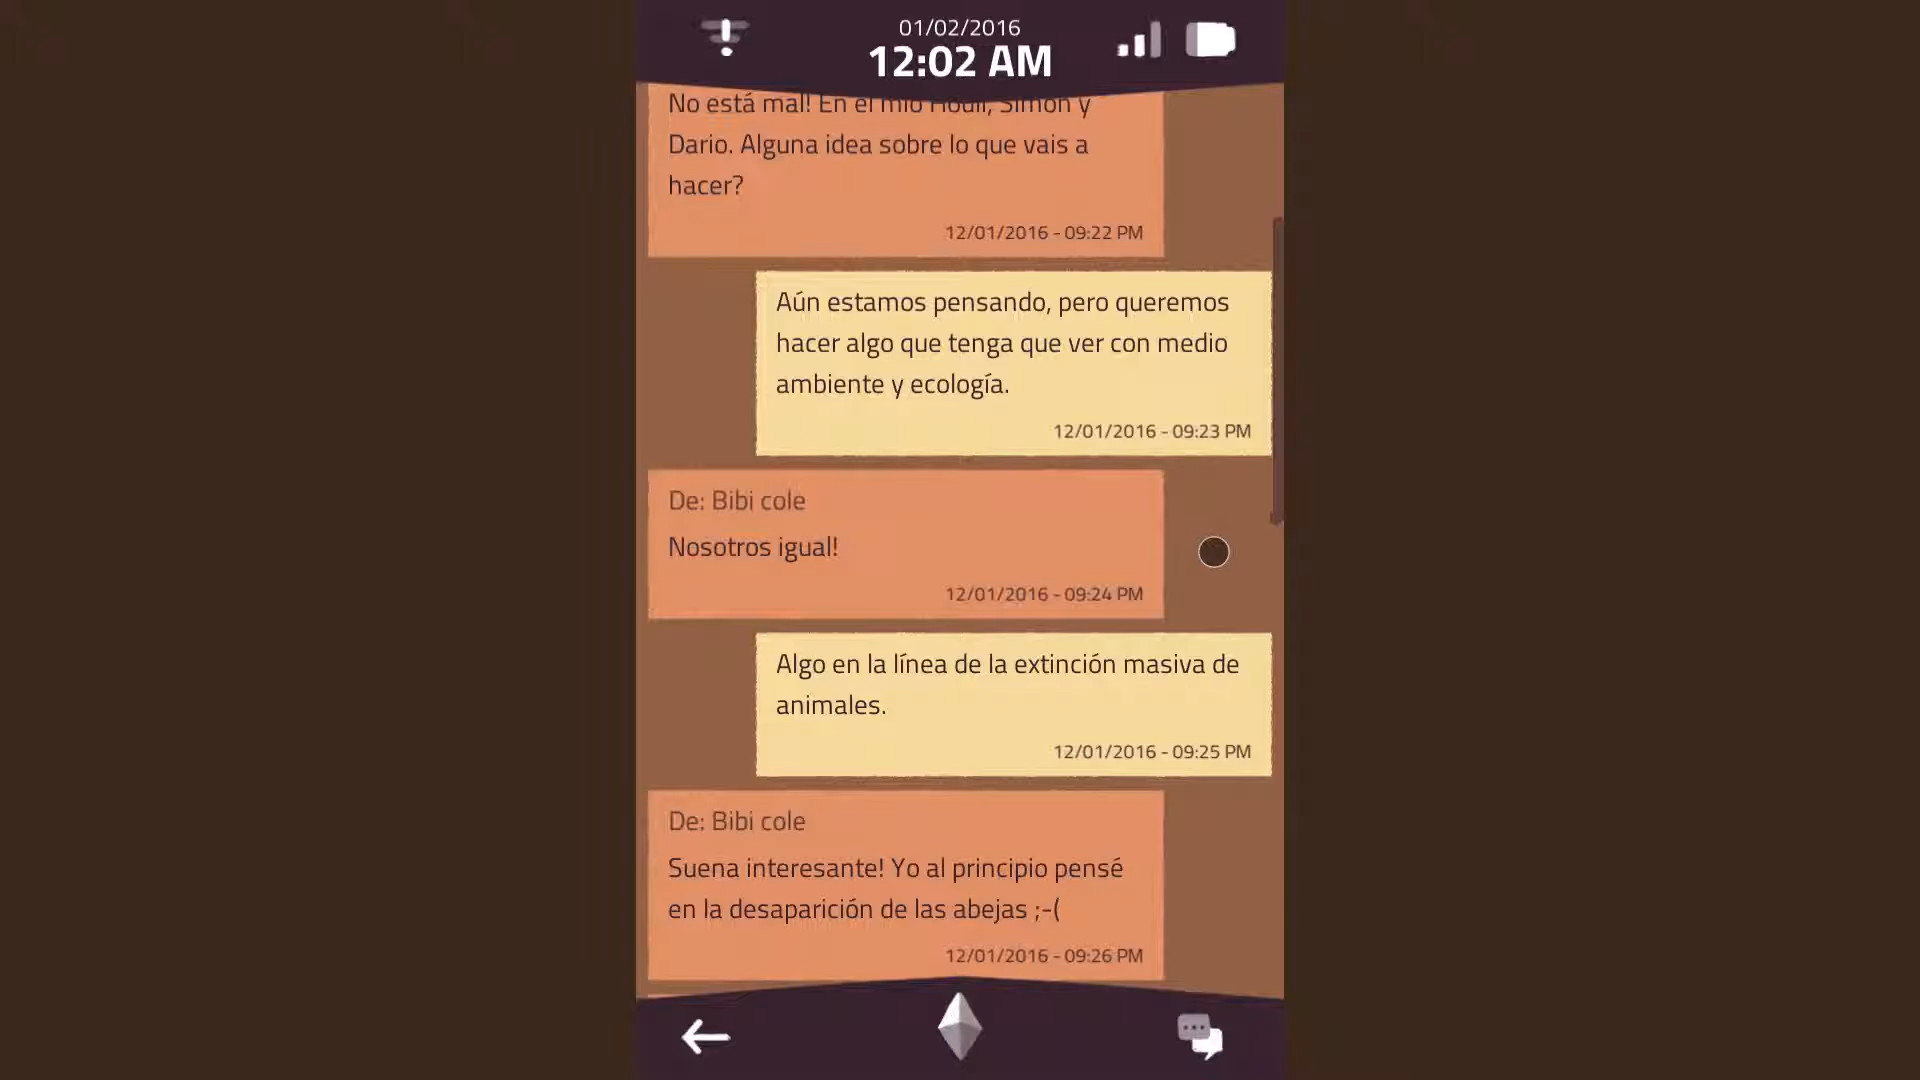 01/02/2016
12:02 AM
No está mal! En el mio Simon y
Dario. Alguna idea sobre lo que vais a
hacer?
12/01/2016 - 09:22 PM
Aún estamos pensando, pero queremos
hacer algo que tenga que ver con medio
ambiente y ecología.
12/01/2016 - 09:23 PM
De: Bibi cole
Nosotros igual!
12/01/2016 - 09:24 PM
Algo en la línea de la extinción masiva de
animales.
12/01/2016 - 09:25 PM
De: Bibi cole
Suena interesante! Yo al principio pensé
en la desaparición de las abejas ;-(
12/01/2016 - 09:26 PM